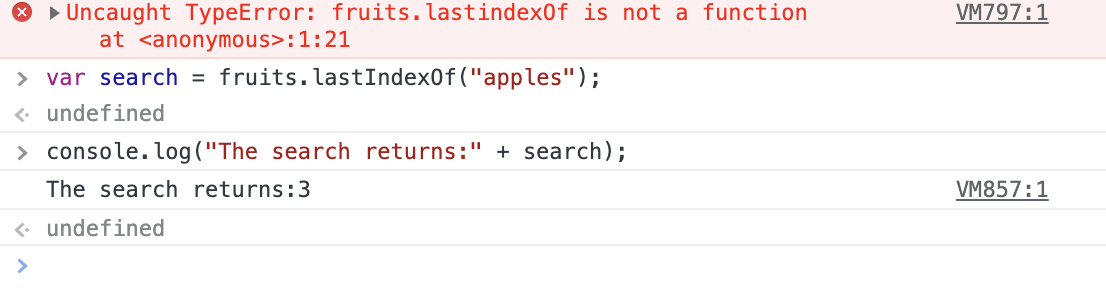 Uncaught TypeError: fruits.lastindexOf is not a function VM797:1
at <anonymous>:1:21
var search = fruits.lastIndexOf("apples");
undefined
console.log("The search returns:" + search);
The search returns:3 VM857:1
undefined